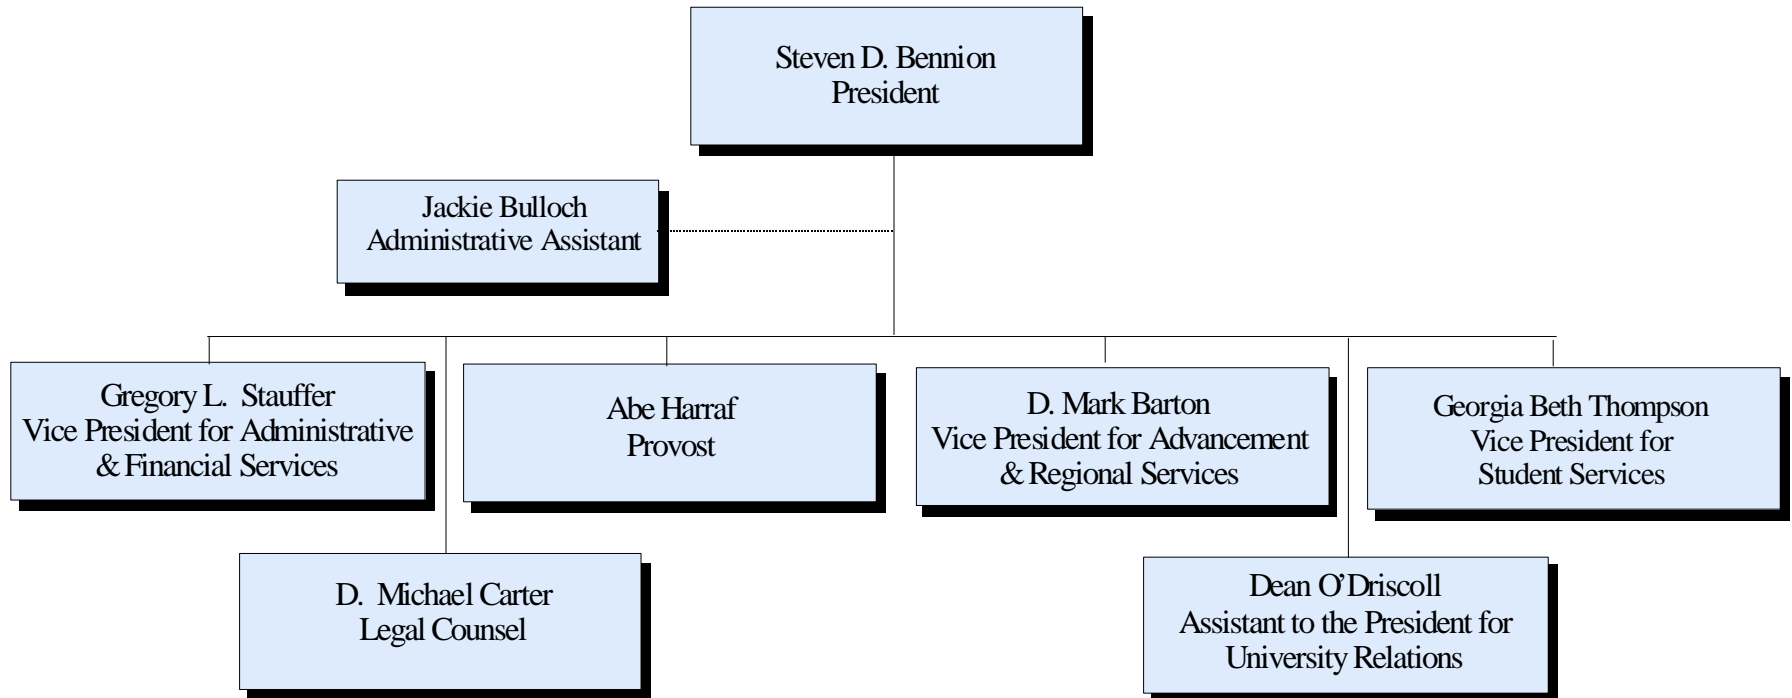 Steven D. Bennion
President
Jackie Bulloch
Administrative Assistant
Gregory L. Stauffer
Vice President for Administrative
& Financial Services
Abe Harraf
Provost
D. Mark Barton
Vice President for Advancement
& Regional Services
Georgia Beth Thompson
Vice President for
Student Services
D. Michael Carter
Legal Counsel
Dean O’Driscoll
Assistant to the President for
University Relations